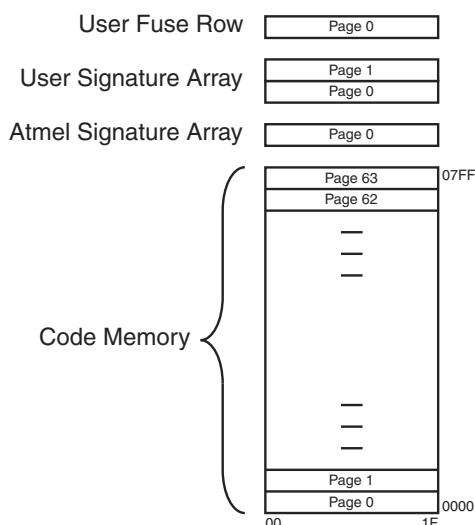 User Fuse Row Page 0
User Signature Array Page 1
Page 0
Atmel Signature Array Page 0
Page 63 07FF
Page 62
Code Memory
Page 1
Page 0 0000
00 1F